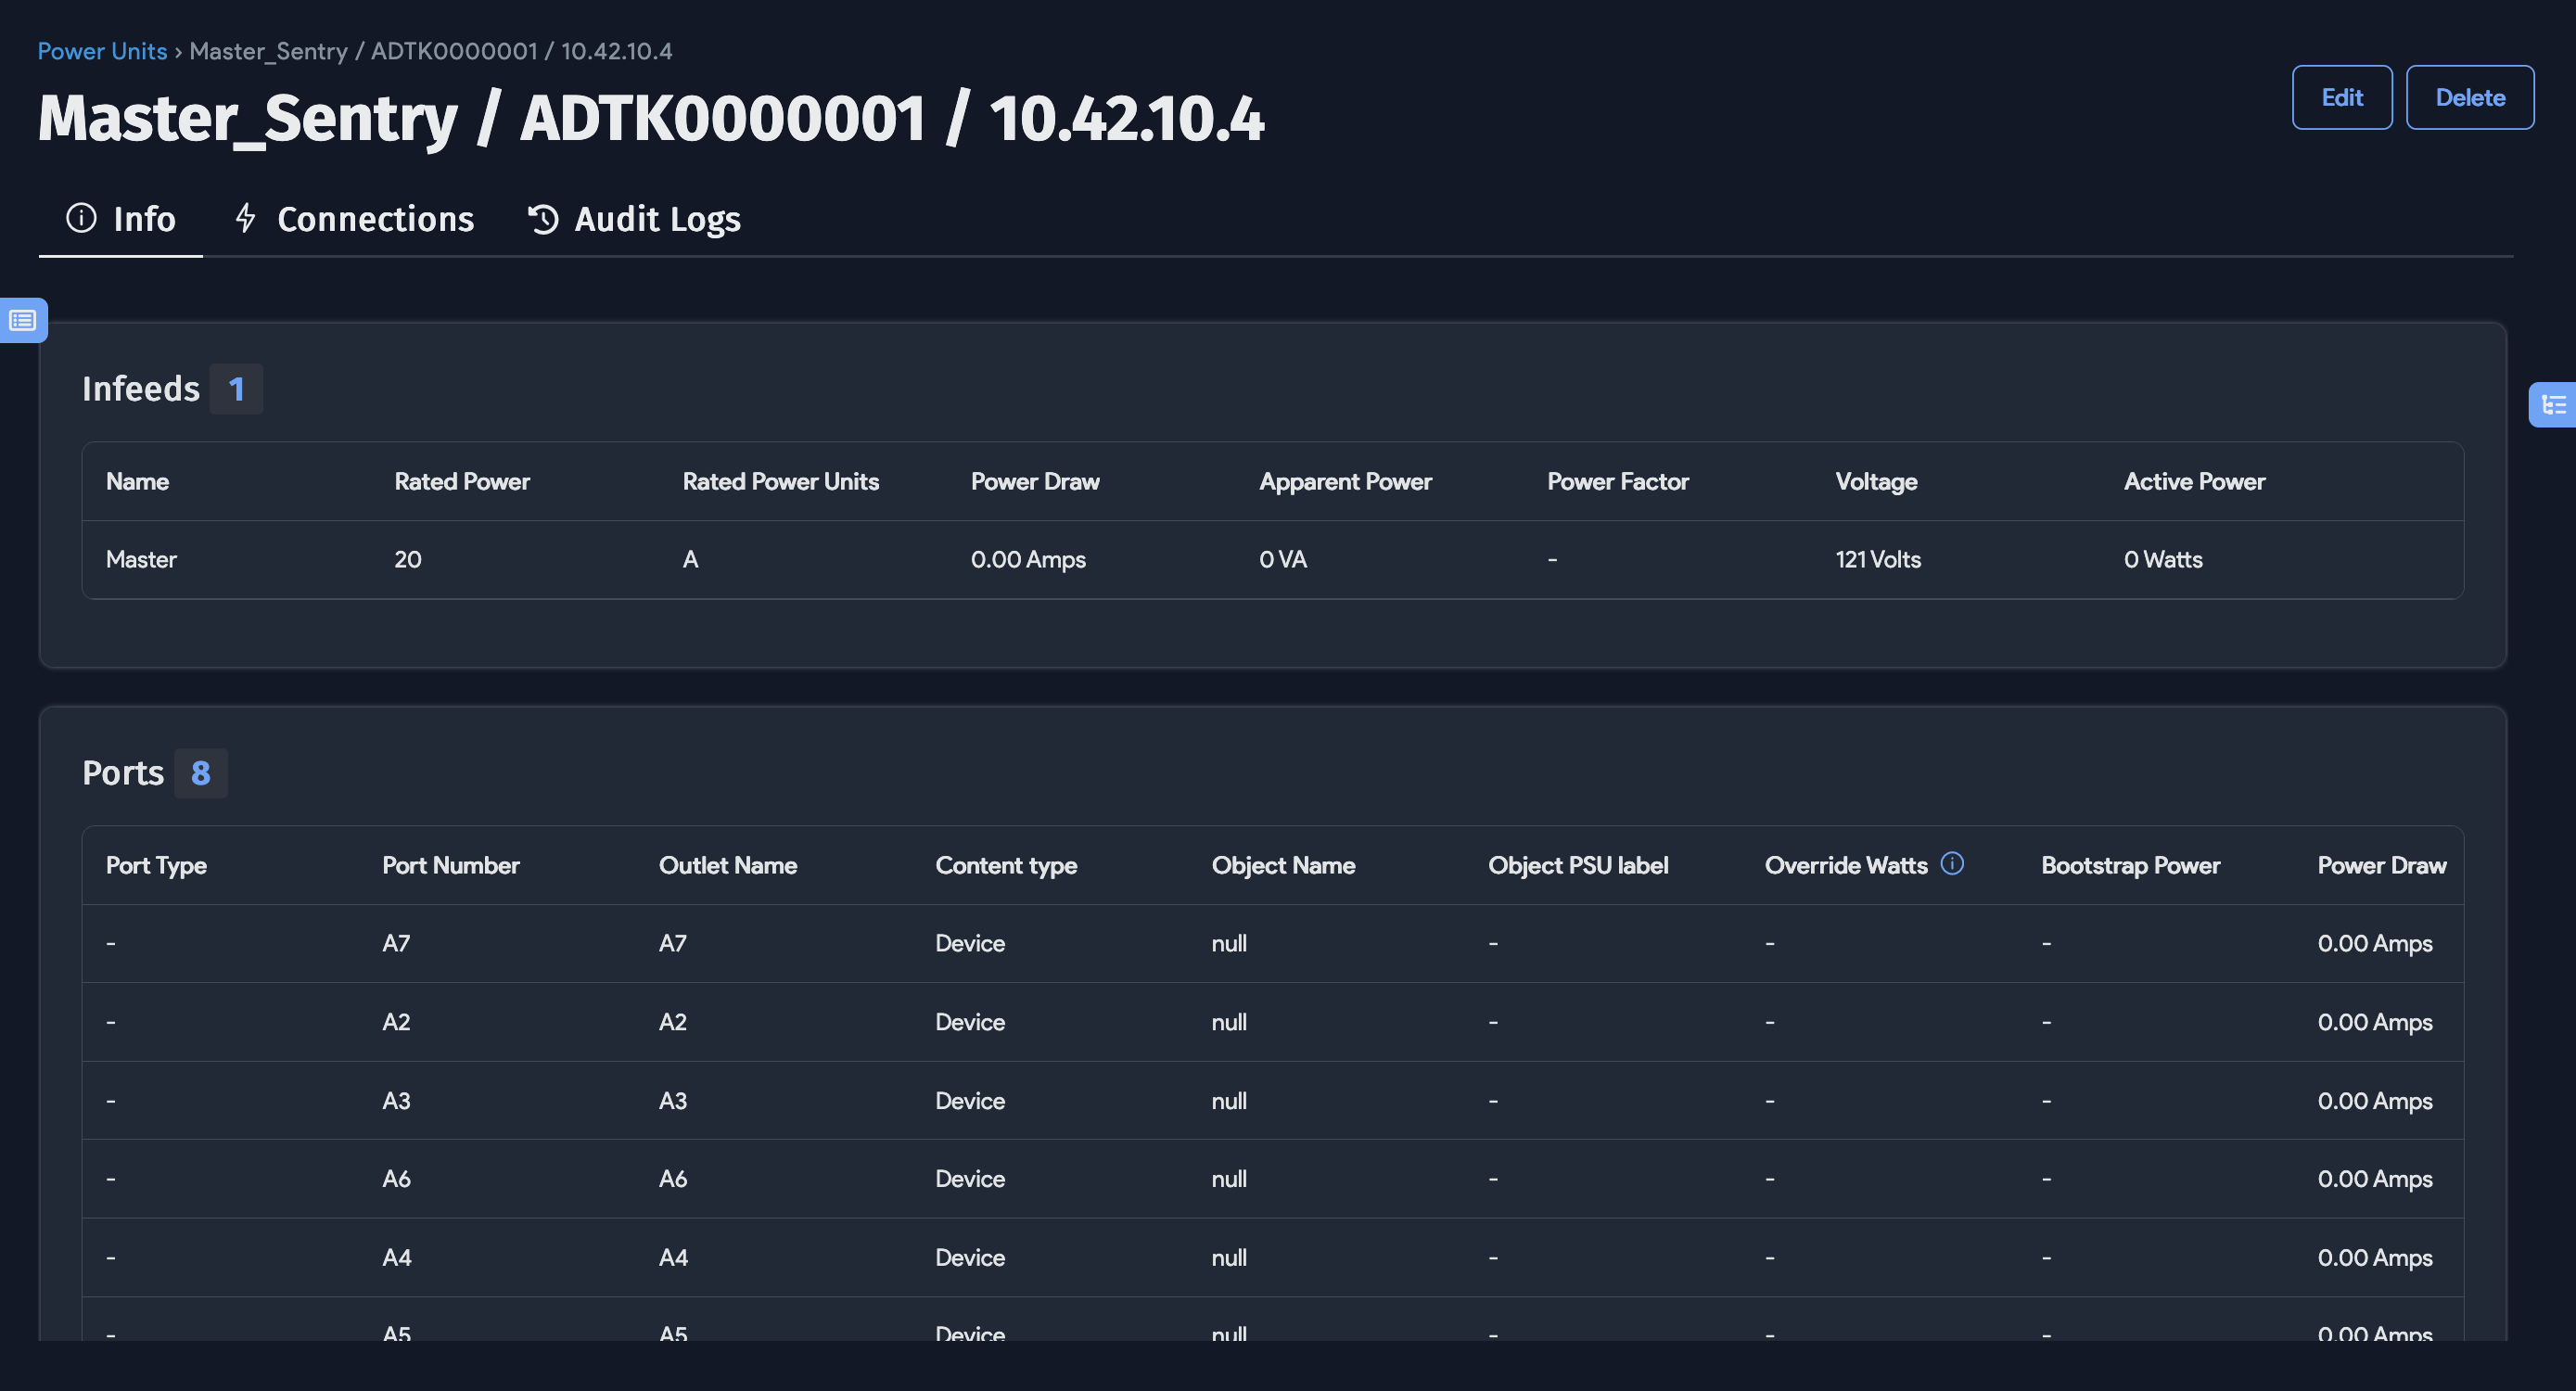 Power Units › Master_Sentry / ADTK0000001 / 10.42.10.4
Master_Sentry / ADTK0000001 / 10.42.10.4
Edit Delete
Info Connections Audit Logs
Infeeds 1
Name Rated Power Rated Power Units Power Draw Apparent Power Power Factor Voltage Active Power
Master 20 A 0.00 Amps 0 VA - 121 Volts 0 Watts
Ports 8
Port Type Port Number Outlet Name Content type Object Name Object PSU label Override Watts Bootstrap Power Power Draw
- A7 A7 Device null - - - 0.00 Amps
- A2 A2 Device null - - - 0.00 Amps
- A3 A3 Device null - - - 0.00 Amps
- A6 A6 Device null - - - 0.00 Amps
- A4 A4 Device null - - - 0.00 Amps
- A5 A5 Device null - - - 0.00 Amps